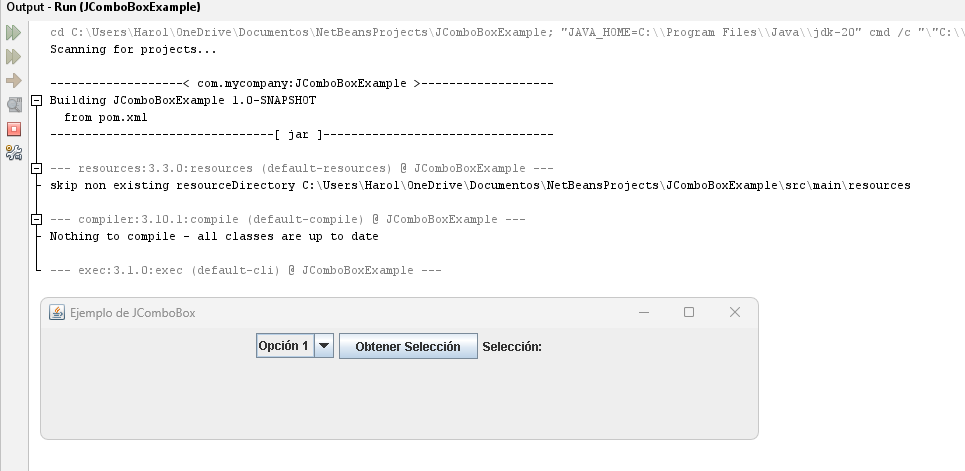 Output - Run (JComboBoxExample)
cd C:\Users\Harol\OneDrive\Documentos\NetBeansProjects\JComboBoxExample; "JAVA_HOME=C:\\Program Files\\Java\\jdk-20" cmd /c "\"C:\\
Scanning for projects...
-------------------< com.mycompany:JComboBoxExample >-------------------
Building JComboBoxExample 1.0-SNAPSHOT
from pom.xml
--------------------------------[ jar ]---------------------------------
--- resources:3.3.0:resources (default-resources) @ JComboBoxExample ---
skip non existing resourceDirectory C:\Users\Harol\OneDrive\Documentos\NetBeansProjects\JComboBoxExample\src\main\resources
--- compiler:3.10.1:compile (default-compile) @ JComboBoxExample ---
Nothing to compile - all classes are up to date
--- exec:3.1.0:exec (default-cli) @ JComboBoxExample ---
Ejemplo de JComboBox
Opción 1 Obtener Selección Selección: